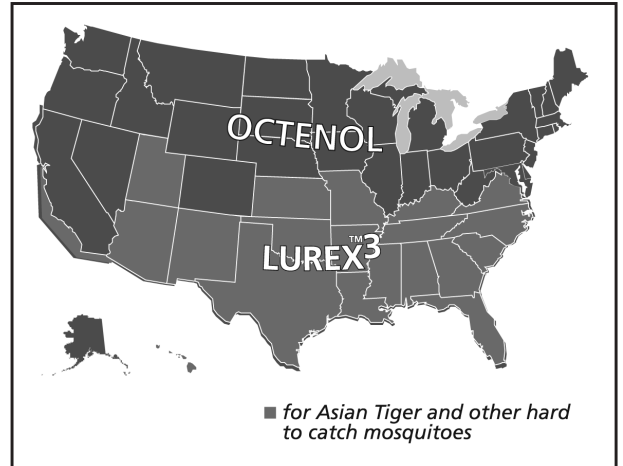 OCTENOL
LUREX™3
for Asian Tiger and other hard
to catch mosquitoes